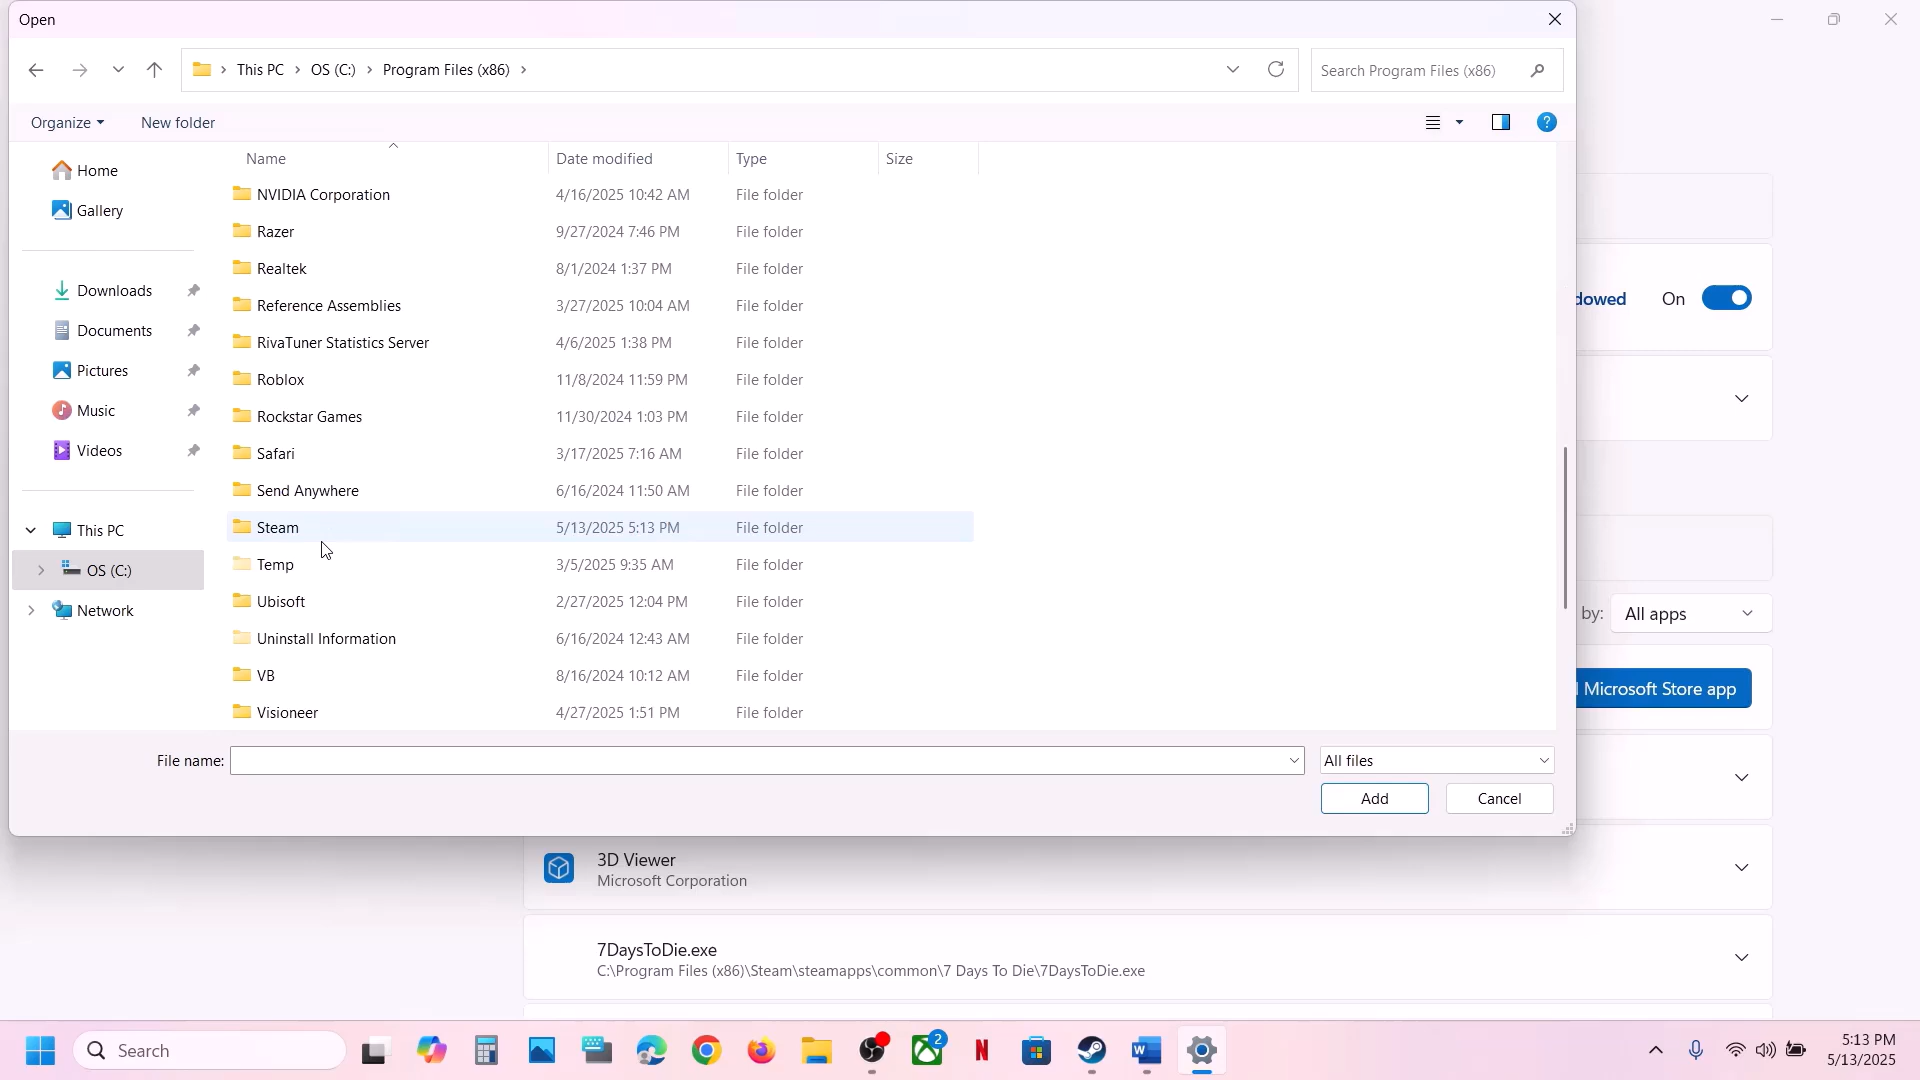 Open
This PC > OS (C:) > Program Files (x86) >
Search Program Files (x86)
Organize
New folder
Name
Date modified
Type
Size
Home
Gallery
Downloads
Documents
Pictures
Music
Videos
This PC
OS (C:)
Network
NVIDIA Corporation 4/16/2025 10:42 AM File folder
Razer 9/27/2024 7:46 PM File folder
Realtek 8/1/2024 1:37 PM File folder
Reference Assemblies 3/27/2025 10:04 AM File folder
RivaTuner Statistics Server 4/6/2025 1:38 PM File folder
Roblox 11/8/2024 11:59 PM File folder
Rockstar Games 11/30/2024 1:03 PM File folder
Safari 3/17/2025 7:16 AM File folder
Send Anywhere 6/16/2024 11:50 AM File folder
Steam 5/13/2025 5:13 PM File folder
Temp 3/5/2025 9:35 AM File folder
Ubisoft 2/27/2025 12:04 PM File folder
Uninstall Information 6/16/2024 12:43 AM File folder
VB 8/16/2024 10:12 AM File folder
Visioneer 4/27/2025 1:51 PM File folder
File name:
All files
Add
Cancel
dowed On
by: All apps
Microsoft Store app
3D Viewer
Microsoft Corporation
7DaysToDie.exe
C:\Program Files (x86)\Steam\steamapps\common\7 Days To Die\7DaysToDie.exe
Search
2
5:13 PM
5/13/2025